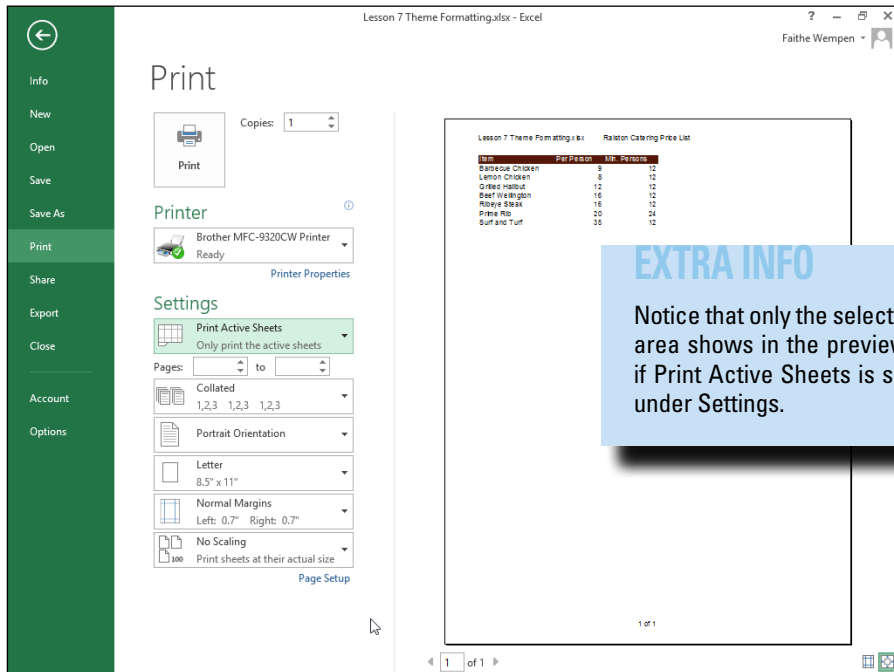 Lesson 7 Theme Formatting.xlsx - Excel
?
Faithe Wempen
Info
New
Open
Save
Save As
Print
Share
Export
Close
Account
Options
Print
Print
Copies: 1
Printer
Brother MFC-9320CW Printer
Ready
Printer Properties
Settings
Print Active Sheets
Only print the active sheets
Pages: to
Collated
1,2,3 1,2,3 1,2,3
Portrait Orientation
Letter
8.5" x 11"
Normal Margins
Left: 0.7" Right: 0.7"
No Scaling
100 Print sheets at their actual size
Page Setup
Lesson 7 Theme Formatting.xlsx Ralston Catering Price List
Item Per Person Min. Persons
Barbecue Chicken 9 12
Lemon Chicken 8 12
Grilled Halibut 12 12
Beef Wellington 16 12
Ribeye Steak 16 12
Prime Rib 20 24
Surf and Turf 35 12
EXTRA INFO
Notice that only the select
area shows in the preview
if Print Active Sheets is s
under Settings.
1 of 1
1 of 1